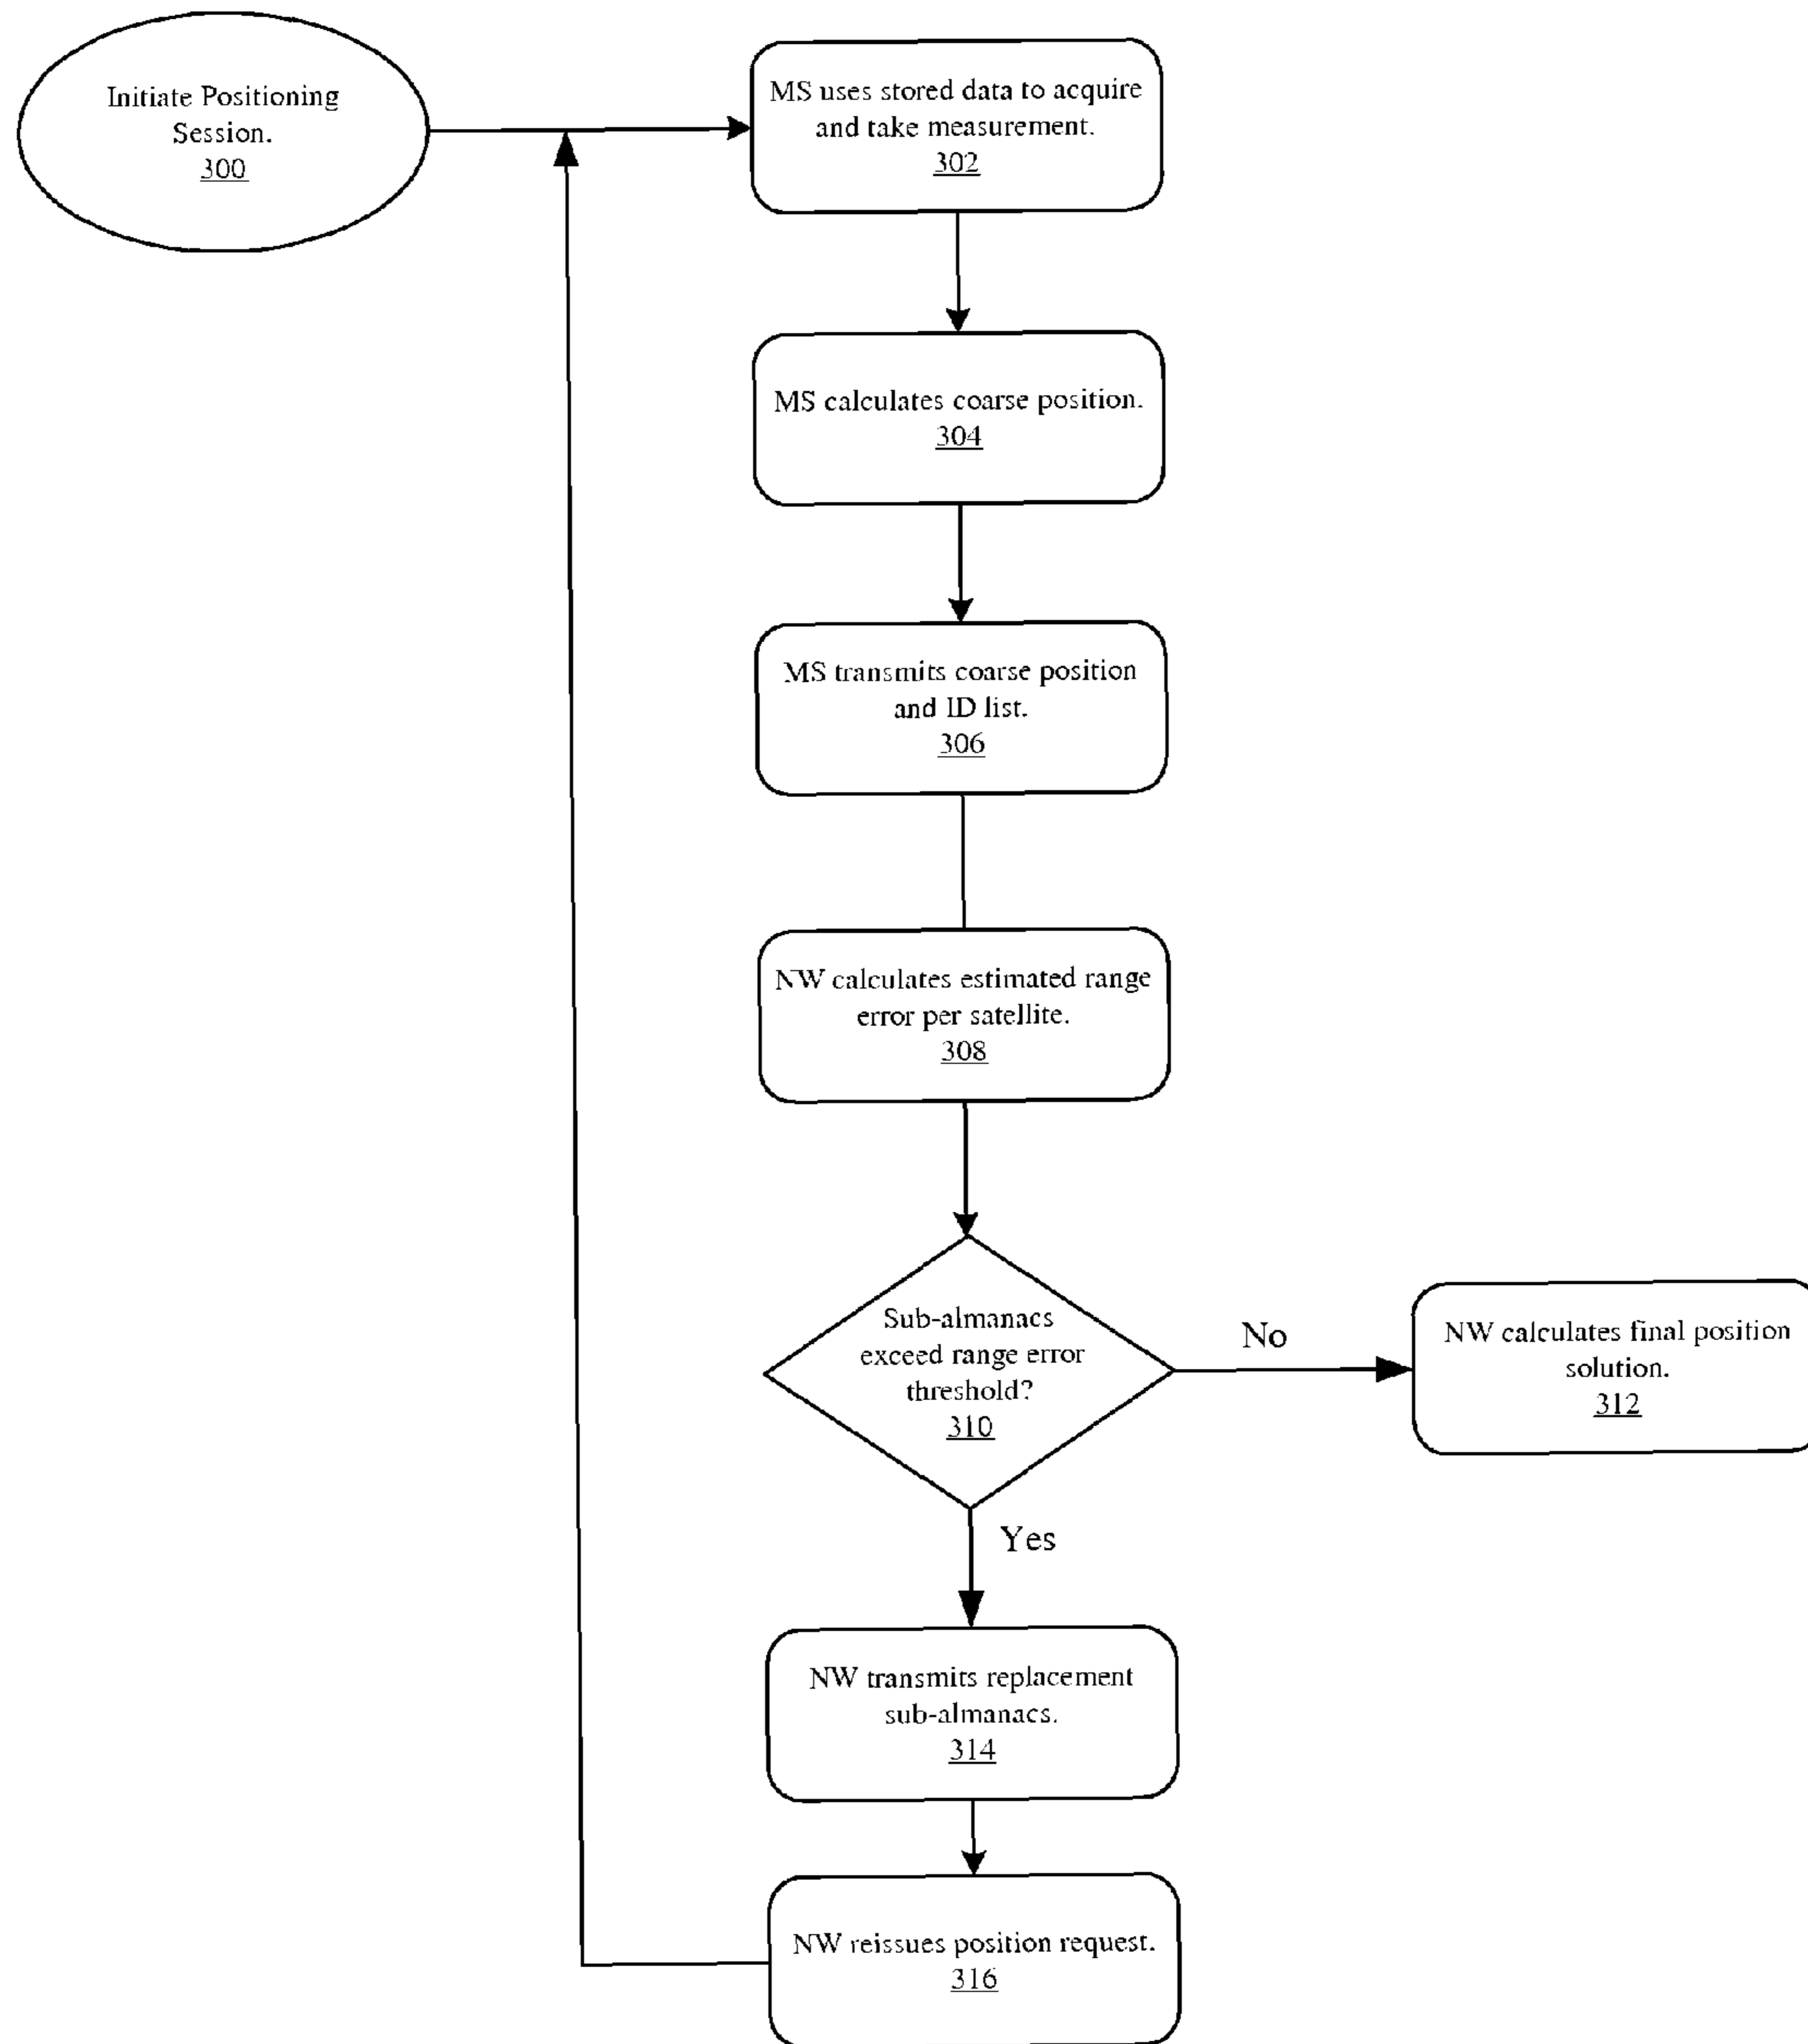 Initiate Positioning
Session.
300
MS uses stored data to acquire
and take measurement.
302
MS calculates coarse position.
304
MS transmits coarse position
and ID list.
306
NW calculates estimated range
error per satellite.
308
Sub-almanacs
exceed range error
threshold?
310
No
NW calculates final position
solution.
312
Yes
NW transmits replacement
sub-almanacs.
314
NW reissues position request.
316